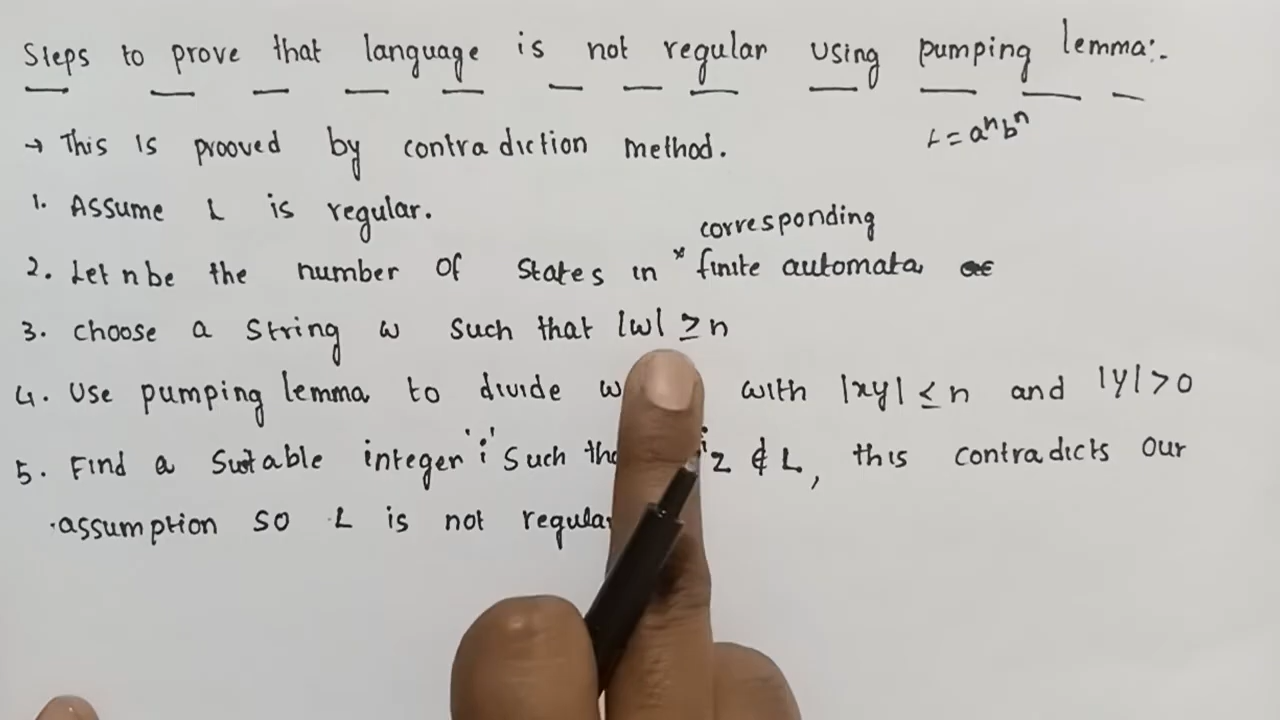 Steps to prove that language is not regular using pumping lemma:-
→ This is prooved by contradiction method.
L = aⁿbⁿ
1. Assume L is regular.
corresponding
2. Let n be the number of states in * finite automata
3. choose a string w such that |w| ≥ n
4. Use pumping lemma to divide w with |xy| ≤ n and |y| > 0
5. Find a suitable integer 'i' such z ∉ L, this contradicts our
assumption so L is not regular